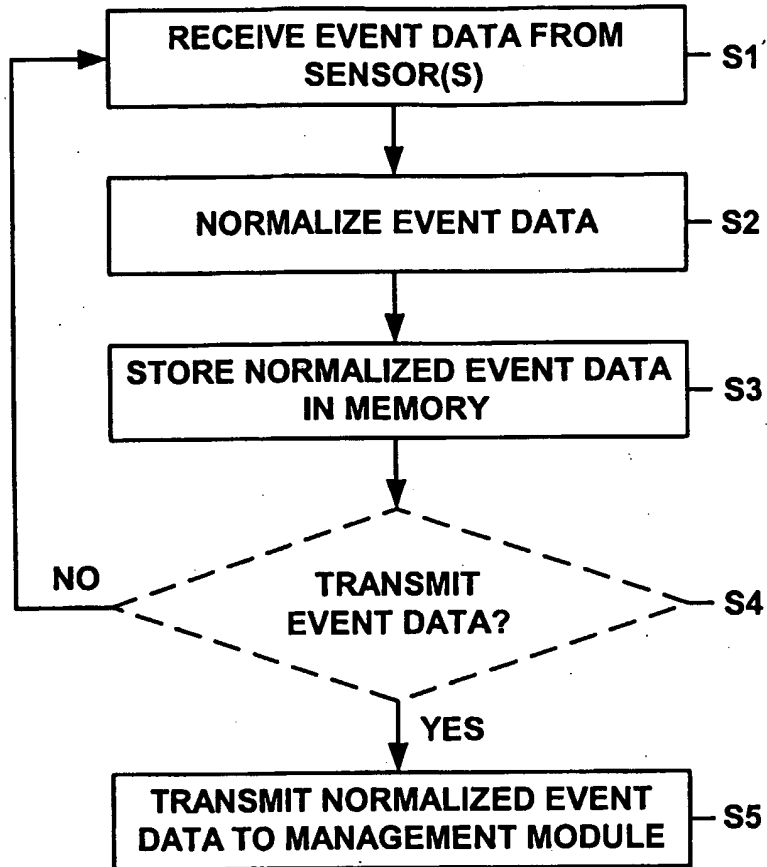 RECEIVE EVENT DATA FROM
SENSOR(S)
S1
NORMALIZE EVENT DATA
S2
STORE NORMALIZED EVENT DATA
IN MEMORY
S3
NO
TRANSMIT
EVENT DATA?
S4
YES
TRANSMIT NORMALIZED EVENT
DATA TO MANAGEMENT MODULE
S5